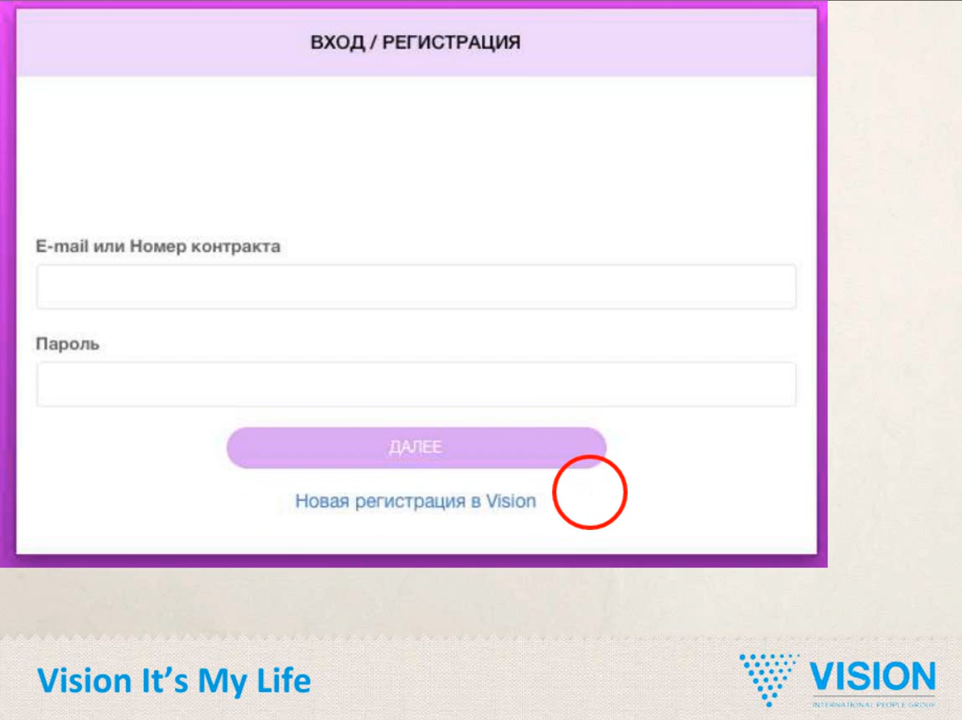 ВХОД / РЕГИСТРАЦИЯ
E-mail или Номер контракта
Пароль
ДАЛЕЕ
Новая регистрация в Vision
Vision It’s My Life
VISION
INTERNATIONAL PEOPLE GROUP